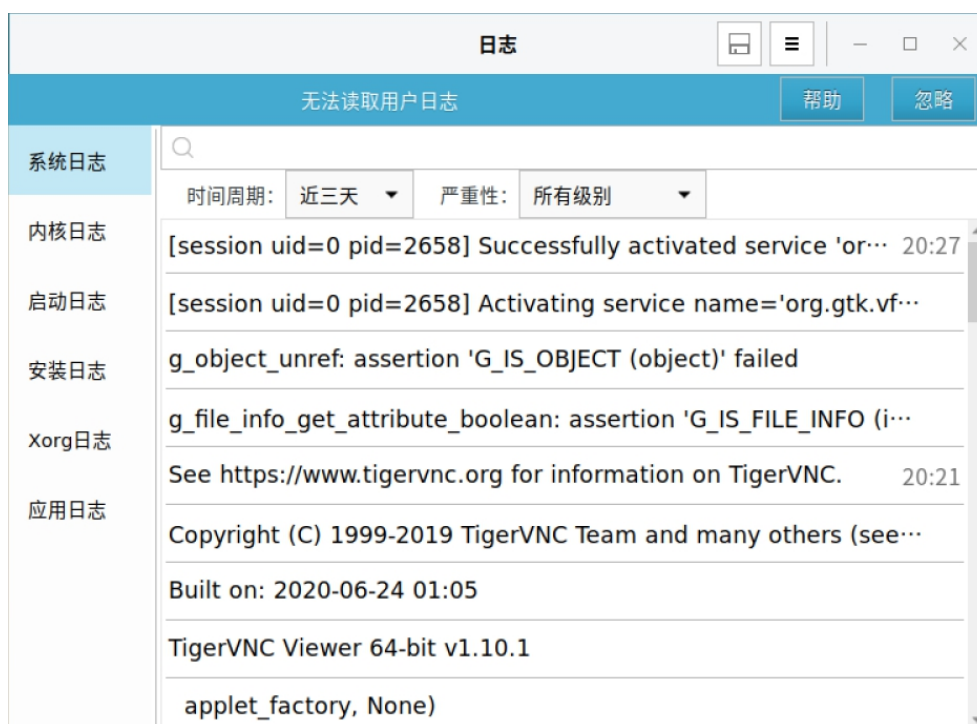 日志
无法读取用户日志 帮助 忽略
系统日志
内核日志
启动日志
安装日志
Xorg日志
应用日志
时间周期: 近三天 严重性: 所有级别
[session uid=0 pid=2658] Successfully activated service 'or··· 20:27
[session uid=0 pid=2658] Activating service name='org.gtk.vf···
g_object_unref: assertion 'G_IS_OBJECT (object)' failed
g_file_info_get_attribute_boolean: assertion 'G_IS_FILE_INFO (i···
See https://www.tigervnc.org for information on TigerVNC. 20:21
Copyright (C) 1999-2019 TigerVNC Team and many others (see···
Built on: 2020-06-24 01:05
TigerVNC Viewer 64-bit v1.10.1
applet_factory, None)